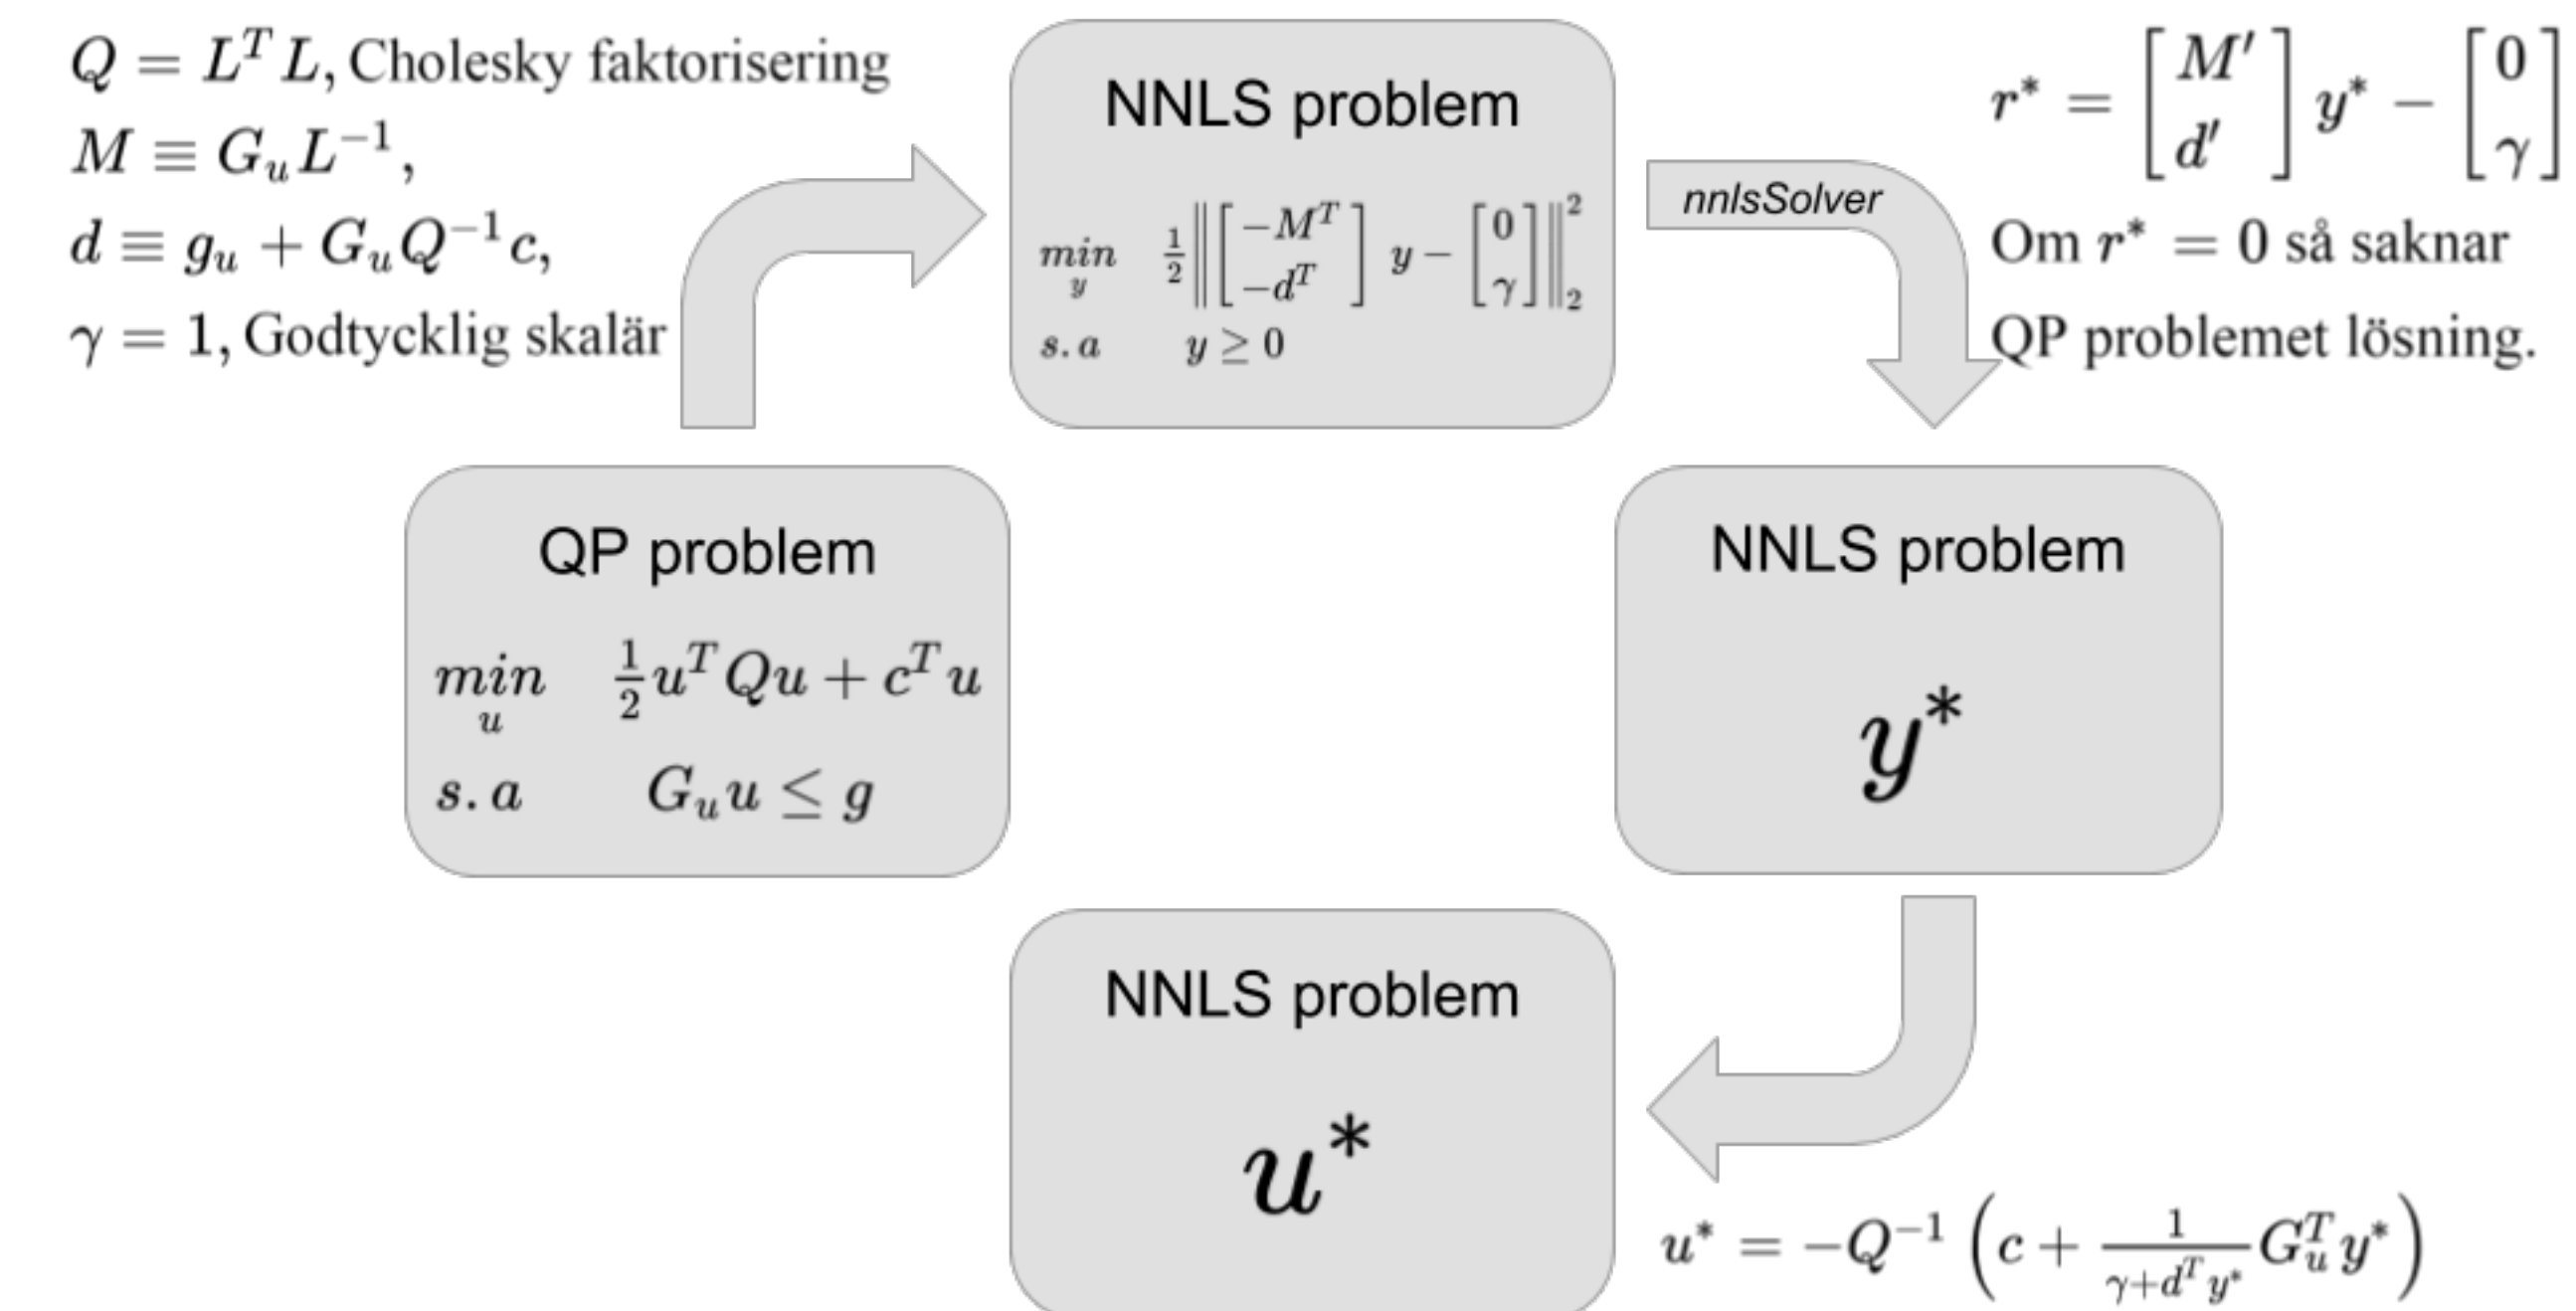 Q = L^T L, Cholesky faktorisering
M ≡ G_u L^{-1},
d ≡ g_u + G_u Q^{-1} c,
γ = 1, Godtycklig skalär
NNLS problem
min_y 1/2 ‖ [ -M^T ; -d^T ] y − [ 0 ; γ ] ‖_2^2
s. a y ≥ 0
nnlsSolver
r* = [ M′ ; d′ ] y* − [ 0 ; γ ]
Om r* = 0 så saknar
QP problemet lösning.
QP problem
min_u 1/2 u^T Q u + c^T u
s. a G_u u ≤ g
NNLS problem
y*
NNLS problem
u*
u* = −Q^{-1} ( c + 1/(γ+d^T y*) G_u^T y* )